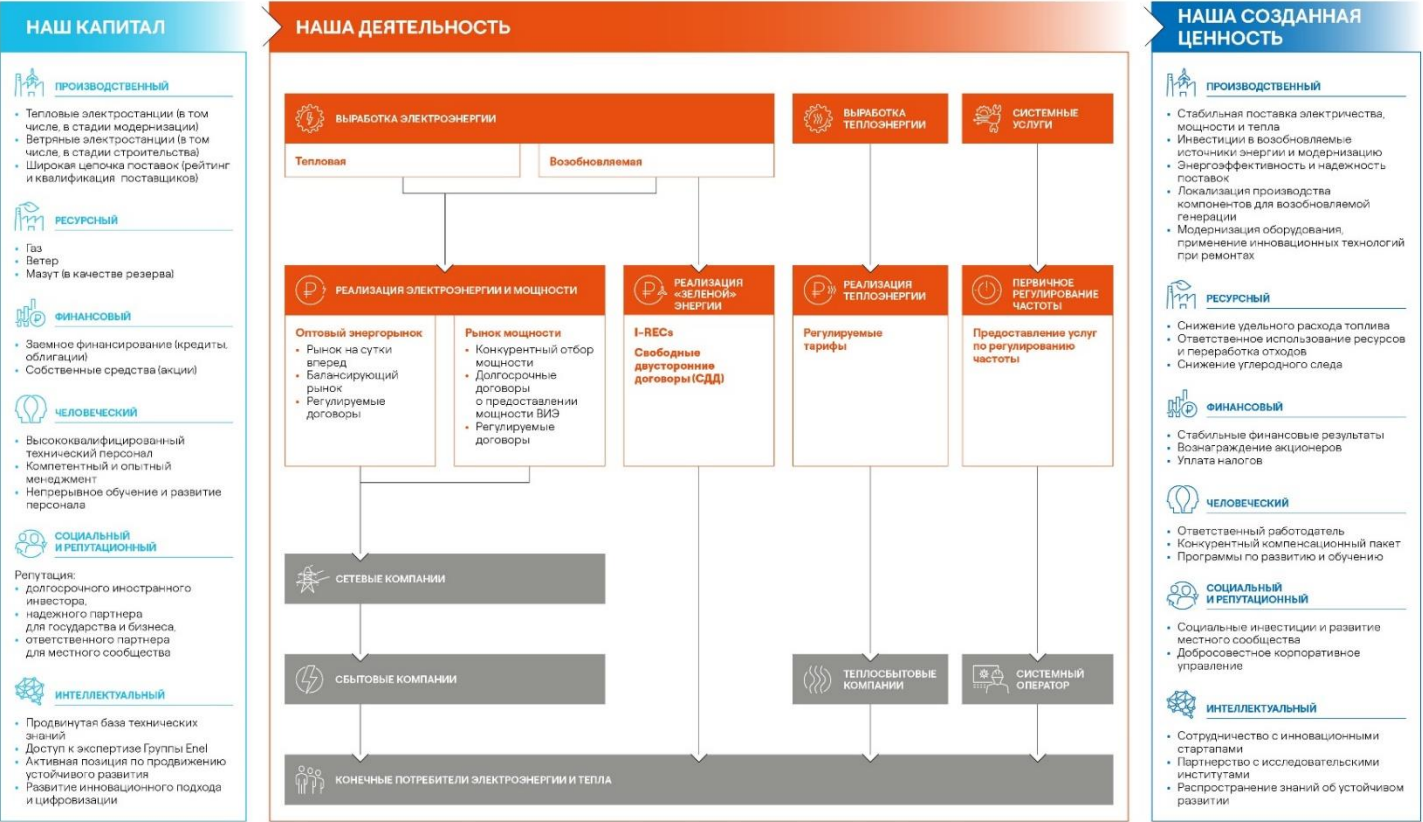 НАШ КАПИТАЛ
ПРОИЗВОДСТВЕННЫЙ
• Тепловые электростанции (в том
числе, в стадии модернизации)
• Ветряные электростанции (в том
числе, в стадии строительства)
• Широкая цепочка поставок (рейтинг
и квалификация поставщиков)
РЕСУРСНЫЙ
• Газ
• Ветер
• Мазут (в качестве резерва)
ФИНАНСОВЫЙ
• Заемное финансирование (кредиты,
облигации)
• Собственные средства (акции)
ЧЕЛОВЕЧЕСКИЙ
• Высококвалифицированный
технический персонал
• Компетентный и опытный
менеджмент
• Непрерывное обучение и развитие
персонала
СОЦИАЛЬНЫЙ
И РЕПУТАЦИОННЫЙ
Репутация:
• долгосрочного иностранного
инвестора,
• надежного партнера
для государства и бизнеса,
• ответственного партнера
для местного сообщества
ИНТЕЛЛЕКТУАЛЬНЫЙ
• Продвинутая база технических
знаний
• Доступ к экспертизе Группы Enel
• Активная позиция по продвижению
устойчивого развития
• Развитие инновационного подхода
и цифровизации
НАША ДЕЯТЕЛЬНОСТЬ
ВЫРАБОТКА ЭЛЕКТРОЭНЕРГИИ
Тепловая
Возобновляемая
ВЫРАБОТКА
ТЕПЛОЭНЕРГИИ
СИСТЕМНЫЕ
УСЛУГИ
РЕАЛИЗАЦИЯ ЭЛЕКТРОЭНЕРГИИ И МОЩНОСТИ
Оптовый энергорынок
• Рынок на сутки
вперед
• Балансирующий
рынок
• Регулируемые
договоры
Рынок мощности
• Конкурентный отбор
мощности
• Долгосрочные
договоры
о предоставлении
мощности ВИЭ
• Регулируемые
договоры
РЕАЛИЗАЦИЯ
«ЗЕЛЕНОЙ»
ЭНЕРГИИ
I-RECs
Свободные
двусторонние
договоры (СДД)
РЕАЛИЗАЦИЯ
ТЕПЛОЭНЕРГИИ
Регулируемые
тарифы
ПЕРВИЧНОЕ
РЕГУЛИРОВАНИЕ
ЧАСТОТЫ
Предоставление услуг
по регулированию
частоты
СЕТЕВЫЕ КОМПАНИИ
СБЫТОВЫЕ КОМПАНИИ
ТЕПЛОСБЫТОВЫЕ
КОМПАНИИ
СИСТЕМНЫЙ
ОПЕРАТОР
КОНЕЧНЫЕ ПОТРЕБИТЕЛИ ЭЛЕКТРОЭНЕРГИИ И ТЕПЛА
НАША СОЗДАННАЯ
ЦЕННОСТЬ
ПРОИЗВОДСТВЕННЫЙ
• Стабильная поставка электричества,
мощности и тепла
• Инвестиции в возобновляемые
источники энергии и модернизацию
• Энергоэффективность и надежность
поставок
• Локализация производства
компонентов для возобновляемой
генерации
• Модернизация оборудования,
применение инновационных технологий
при ремонтах
РЕСУРСНЫЙ
• Снижение удельного расхода топлива
• Ответственное использование ресурсов
и переработка отходов
• Снижение углеродного следа
ФИНАНСОВЫЙ
• Стабильные финансовые результаты
• Вознаграждение акционеров
• Уплата налогов
ЧЕЛОВЕЧЕСКИЙ
• Ответственный работодатель
• Конкурентный компенсационный пакет
• Программы по развитию и обучению
СОЦИАЛЬНЫЙ
И РЕПУТАЦИОННЫЙ
• Социальные инвестиции и развитие
местного сообщества
• Добросовестное корпоративное
управление
ИНТЕЛЛЕКТУАЛЬНЫЙ
• Сотрудничество с инновационными
стартапами
• Партнерство с исследовательскими
институтами
• Распространение знаний об устойчивом
развитии